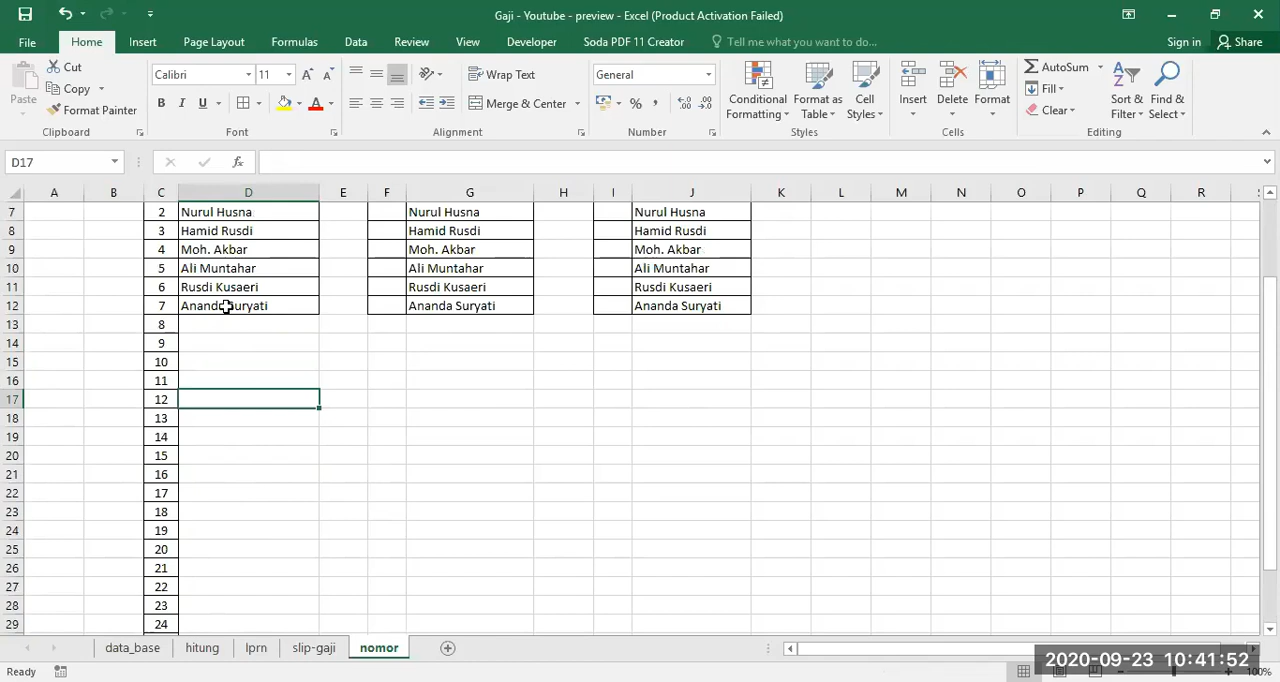 Gaji - Youtube - preview - Excel (Product Activation Failed)
File Home Insert Page Layout Formulas Data Review View Developer Soda PDF 11 Creator Tell me what you want to do... Sign in Share
Paste Cut Copy Format Painter Clipboard
Calibri 11 B I U A Font
Wrap Text Merge & Center Alignment
General % , Number
Conditional Formatting Format as Table Cell Styles Styles
Insert Delete Format Cells
AutoSum Fill Clear Sort & Filter Find & Select Editing
D17 fx
A B C D E F G H I J K L M N O P Q R
7 2 Nurul Husna Nurul Husna Nurul Husna
8 3 Hamid Rusdi Hamid Rusdi Hamid Rusdi
9 4 Moh. Akbar Moh. Akbar Moh. Akbar
10 5 Ali Muntahar Ali Muntahar Ali Muntahar
11 6 Rusdi Kusaeri Rusdi Kusaeri Rusdi Kusaeri
12 7 Ananda Suryati Ananda Suryati Ananda Suryati
13 8
14 9
15 10
16 11
17 12
18 13
19 14
20 15
21 16
22 17
23 18
24 19
25 20
26 21
27 22
28 23
29 24
data_base hitung lprn slip-gaji nomor
Ready 100%
2020-09-23 10:41:52